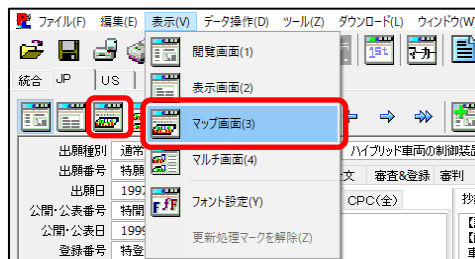 ファイル(F) 編集(E) 表示(V) データ操作(D) ツール(Z) ダウンロード(L) ウィンドウ(W
閲覧画面(1)
1st マカ
統合 JP US
表示画面(2)
マップ画面(3)
出願種別 通常
ハイブリッド車両の制御装置
マルチ画面(4)
出願番号 特願
文 審査&登録 審判
出願日 1997
CPC(全)
公開・公表番号 特開
フォント設定(Y)
公開・公表日 1999
更新処理マークを解除(Z)
登録番号 特登